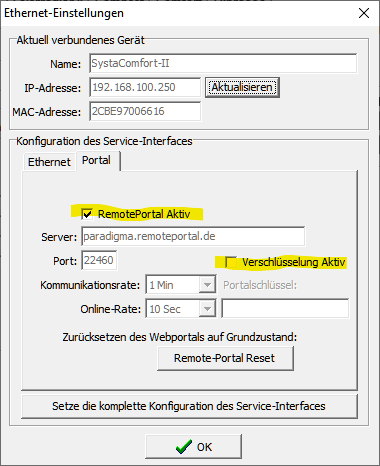 Ethernet-Einstellungen
Aktuell verbundenes Gerät
Name: SystaComfort-II
IP-Adresse: 192.168.100.250 Aktualisieren
MAC-Adresse: 2CBE97006616
Konfiguration des Service-Interfaces
Ethernet Portal
RemotePortal Aktiv
Server: paradigma.remoteportal.de
Port: 22460 Verschlüsselung Aktiv
Kommunikationsrate: 1 Min Portalschlüssel:
Online-Rate: 10 Sec
Zurücksetzen des Webportals auf Grundzustand:
Remote-Portal Reset
Setze die komplette Konfiguration des Service-Interfaces
OK